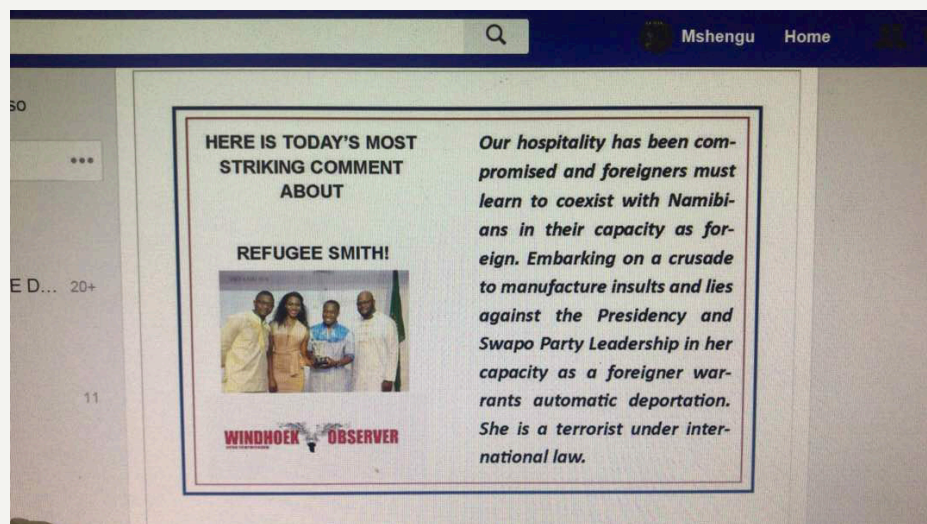 Mshengu Home
so
E D... 20+
11
HERE IS TODAY'S MOST
STRIKING COMMENT
ABOUT
REFUGEE SMITH!
WINDHOEK OBSERVER
Our hospitality has been com-
promised and foreigners must
learn to coexist with Namibi-
ans in their capacity as for-
eign. Embarking on a crusade
to manufacture insults and lies
against the Presidency and
Swapo Party Leadership in her
capacity as a foreigner war-
rants automatic deportation.
She is a terrorist under inter-
national law.